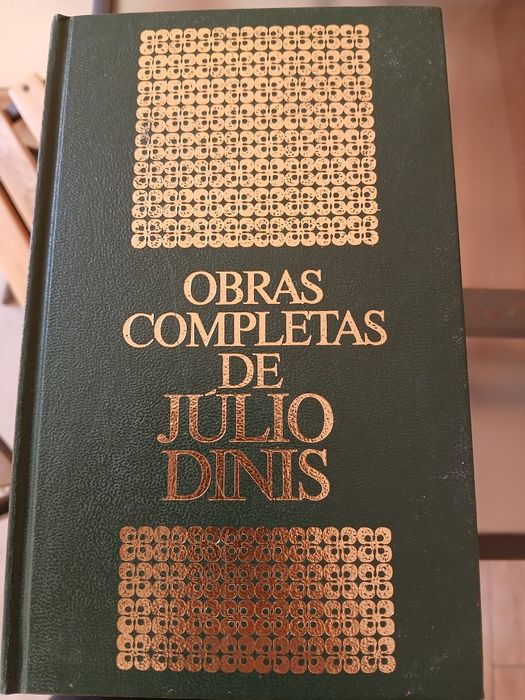 OBRAS
COMPLETAS
DE
JÚLIO
DINIS